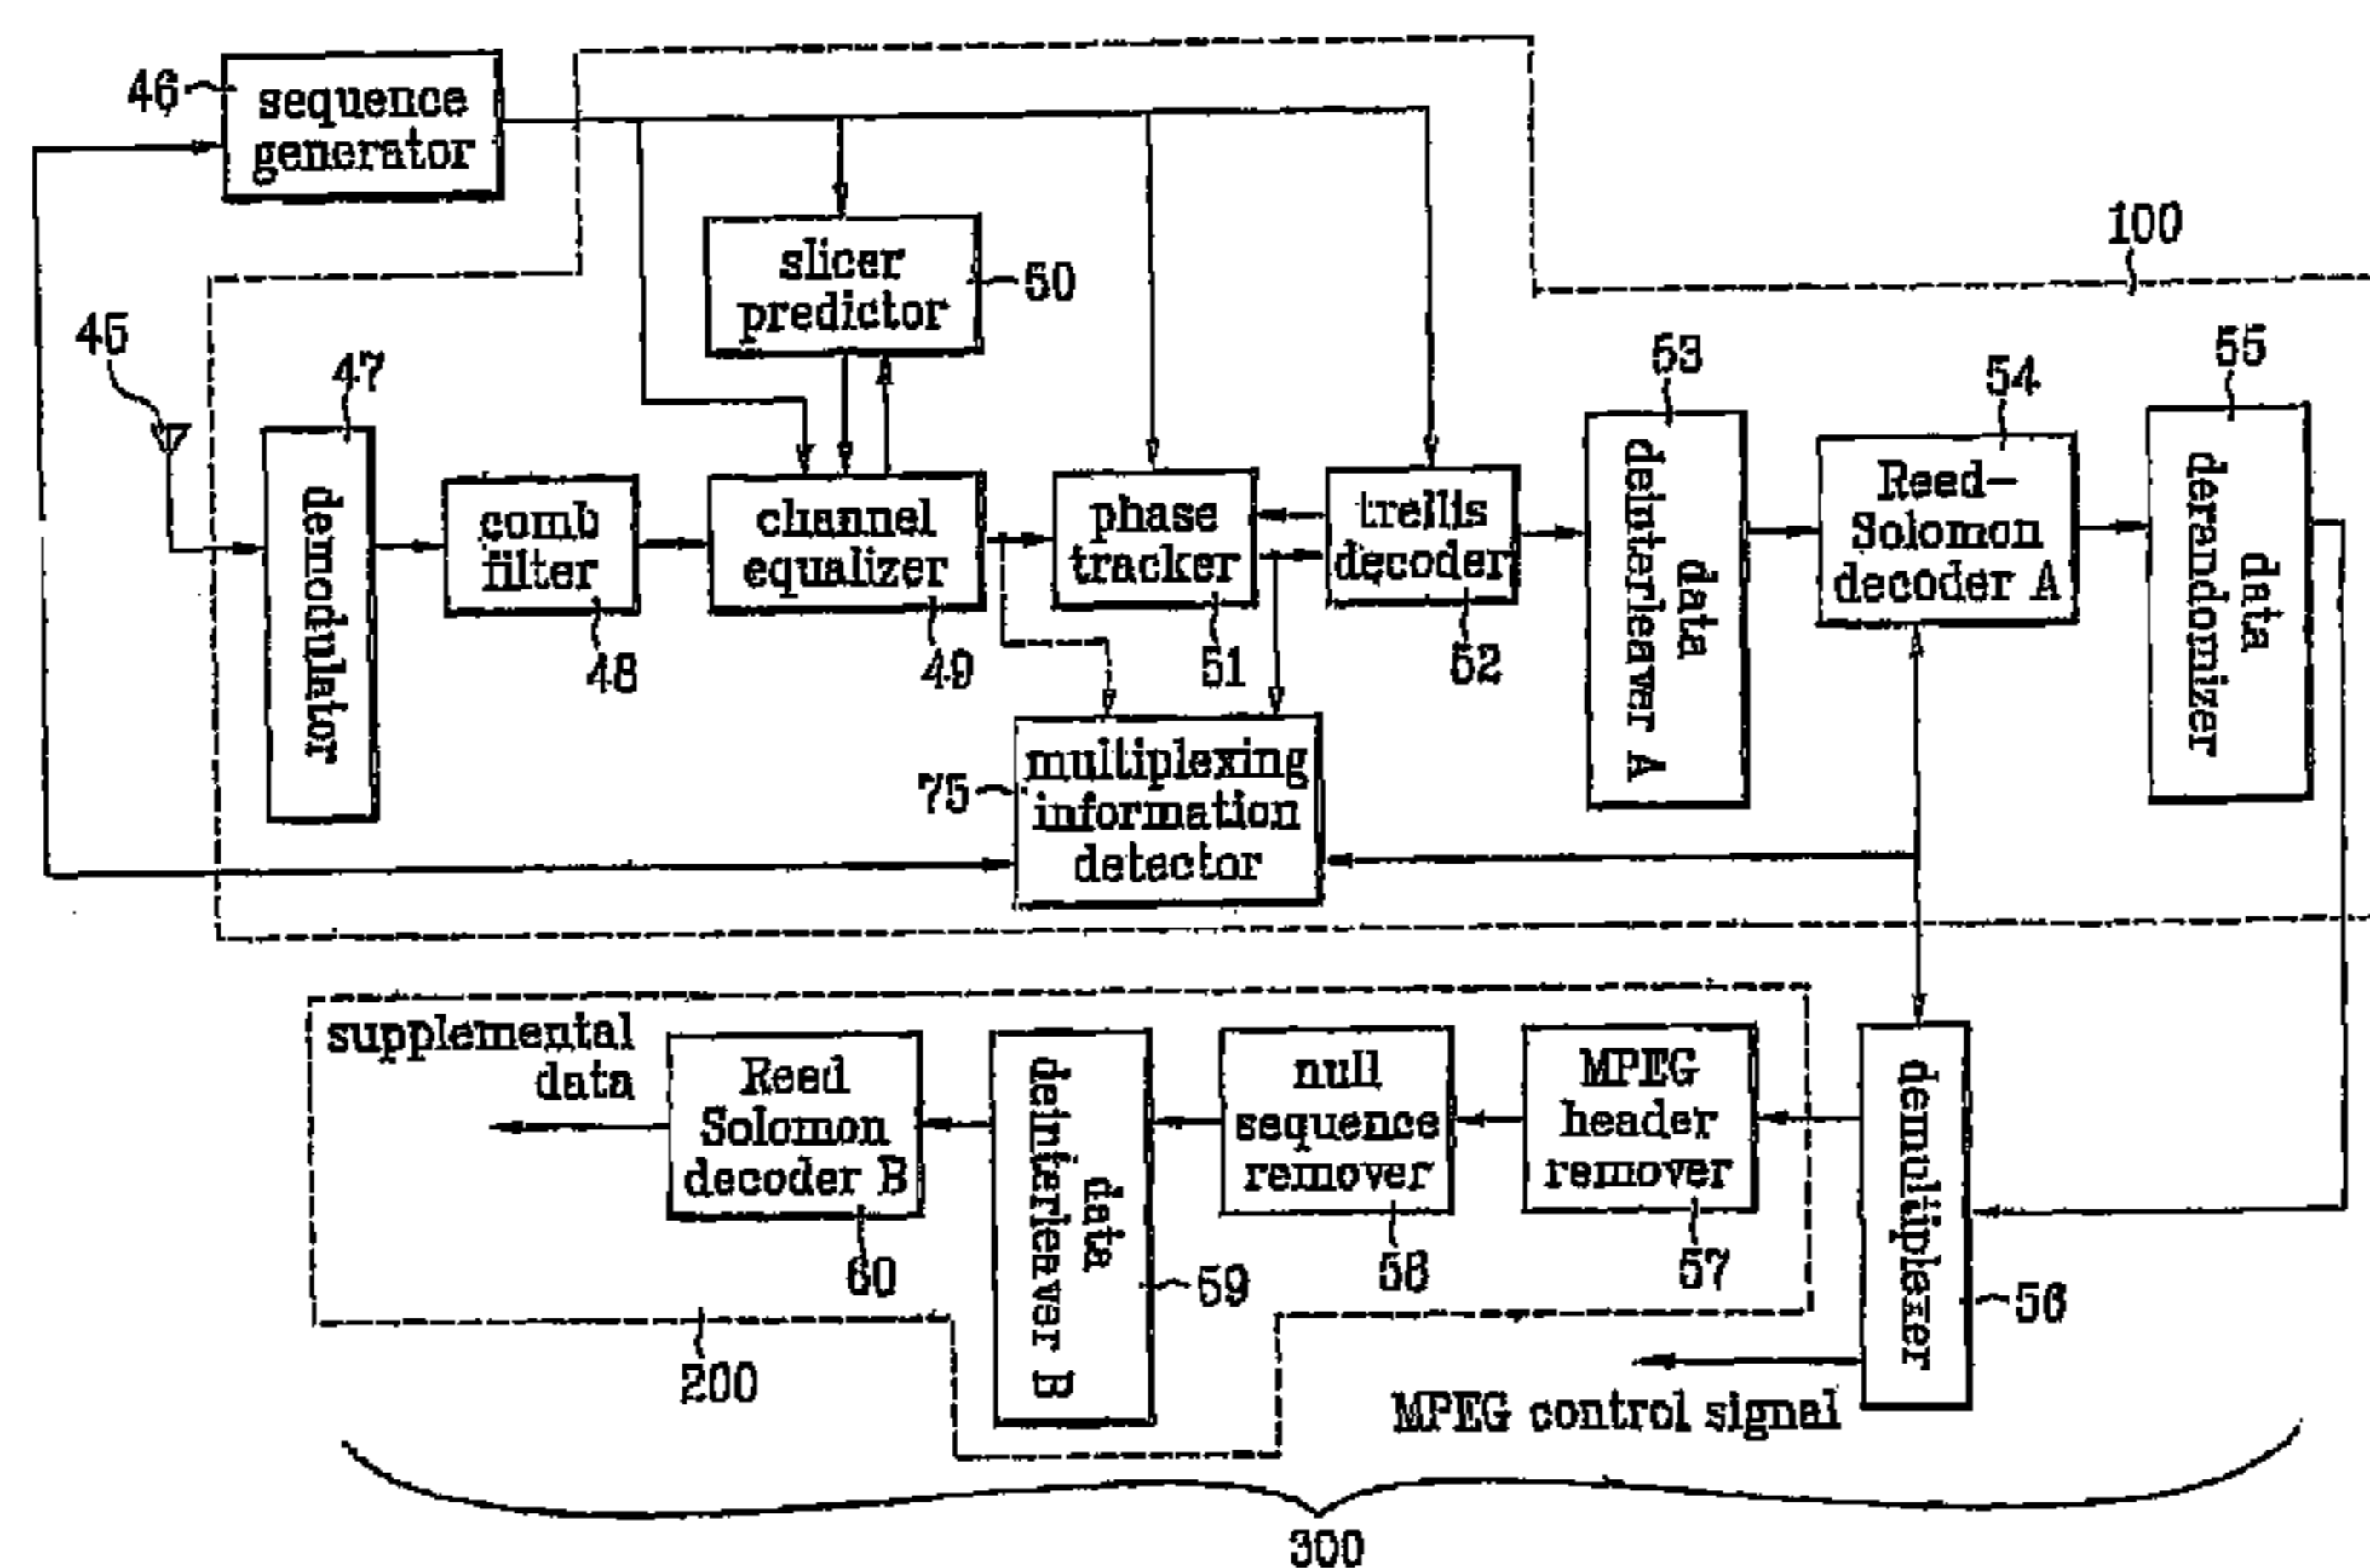 46
sequence
generator
100
slicer
predictor
50
45
47
53
54
55
demodulator
comb
filter
48
channel
equalizer
49
phase
tracker
51
trellis
decoder
52
data
deinterleaver A
Reed-
Solomon
decoder A
data
derandomizer
75
multiplexing
information
detector
supplemental
data
Reed
Solomon
decoder B
60
data
deinterleaver B
59
null
sequence
remover
58
MPEG
header
remover
57
demultiplexer
56
200
MPEG control signal
300